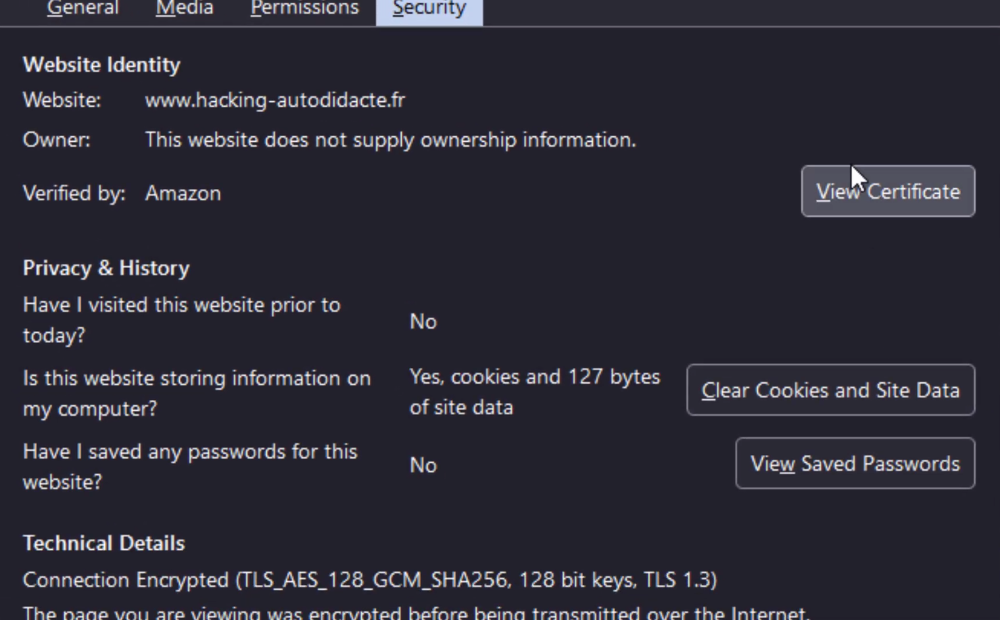 General Media Permissions Security
Website Identity
Website: www.hacking-autodidacte.fr
Owner: This website does not supply ownership information.
Verified by: Amazon
View Certificate
Privacy & History
Have I visited this website prior to
today?
No
Is this website storing information on
my computer?
Yes, cookies and 127 bytes
of site data
Clear Cookies and Site Data
Have I saved any passwords for this
website?
No
View Saved Passwords
Technical Details
Connection Encrypted (TLS_AES_128_GCM_SHA256, 128 bit keys, TLS 1.3)
The page you are viewing was encrypted before being transmitted over the Internet.